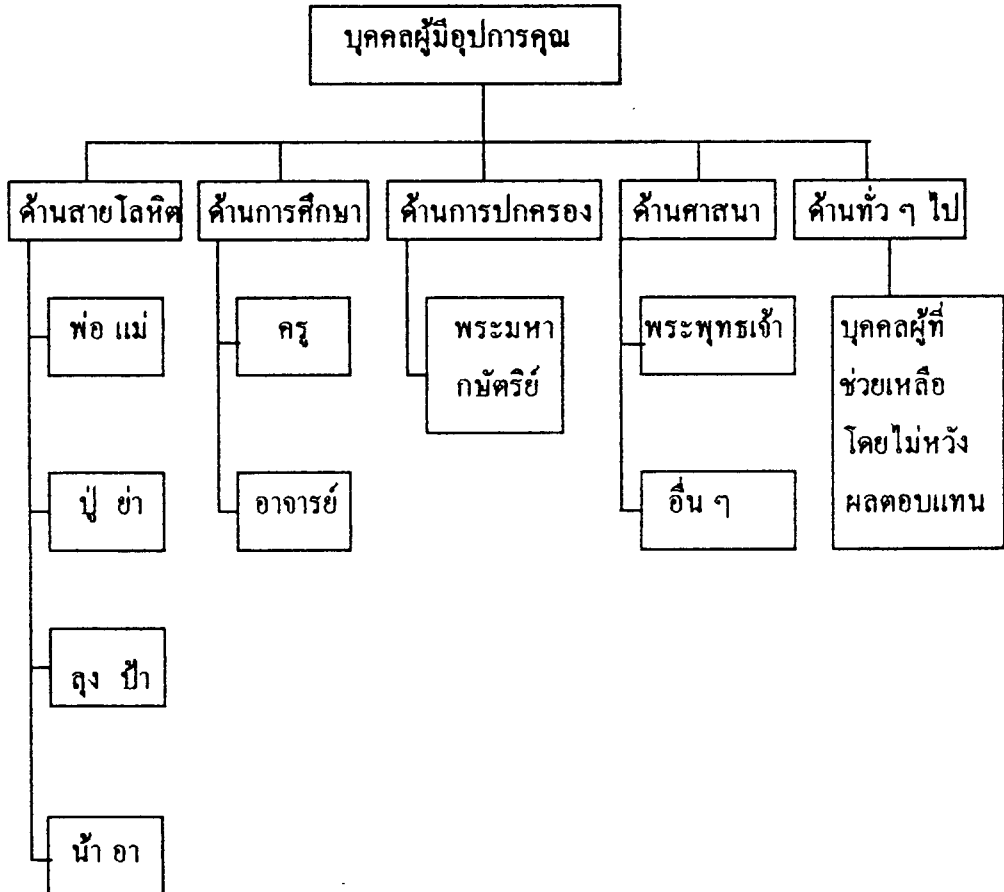 บุคคลผู้มีอุปการคุณ
ด้านสายโลหิต
ด้านการศึกษา
ด้านการปกครอง
ด้านศาสนา
ด้านทั่ว ๆ ไป
พ่อ แม่
ปู่ ย่า
ลุง ป้า
น้า อา
ครู
อาจารย์
พระมหา
กษัตริย์
พระพุทธเจ้า
อื่น ๆ
บุคคลผู้ที่
ช่วยเหลือ
โดยไม่หวัง
ผลตอบแทน